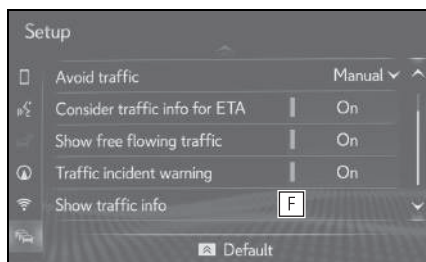 Setup
Avoid traffic Manual
Consider traffic info for ETA On
Show free flowing traffic On
Traffic incident warning On
Show traffic info F
Default